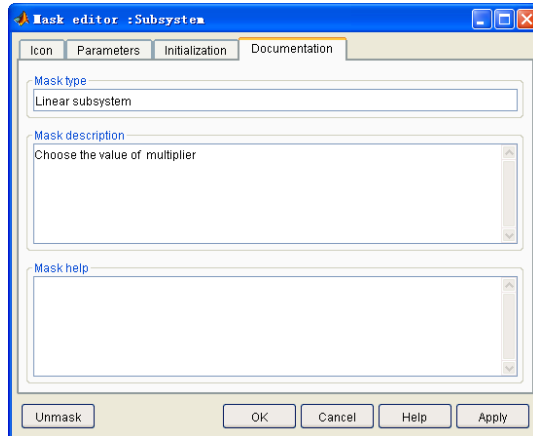 Mask editor :Subsystem
Icon Parameters Initialization Documentation
Mask type
Linear subsystem
Mask description
Choose the value of multiplier
Mask help
Unmask OK Cancel Help Apply